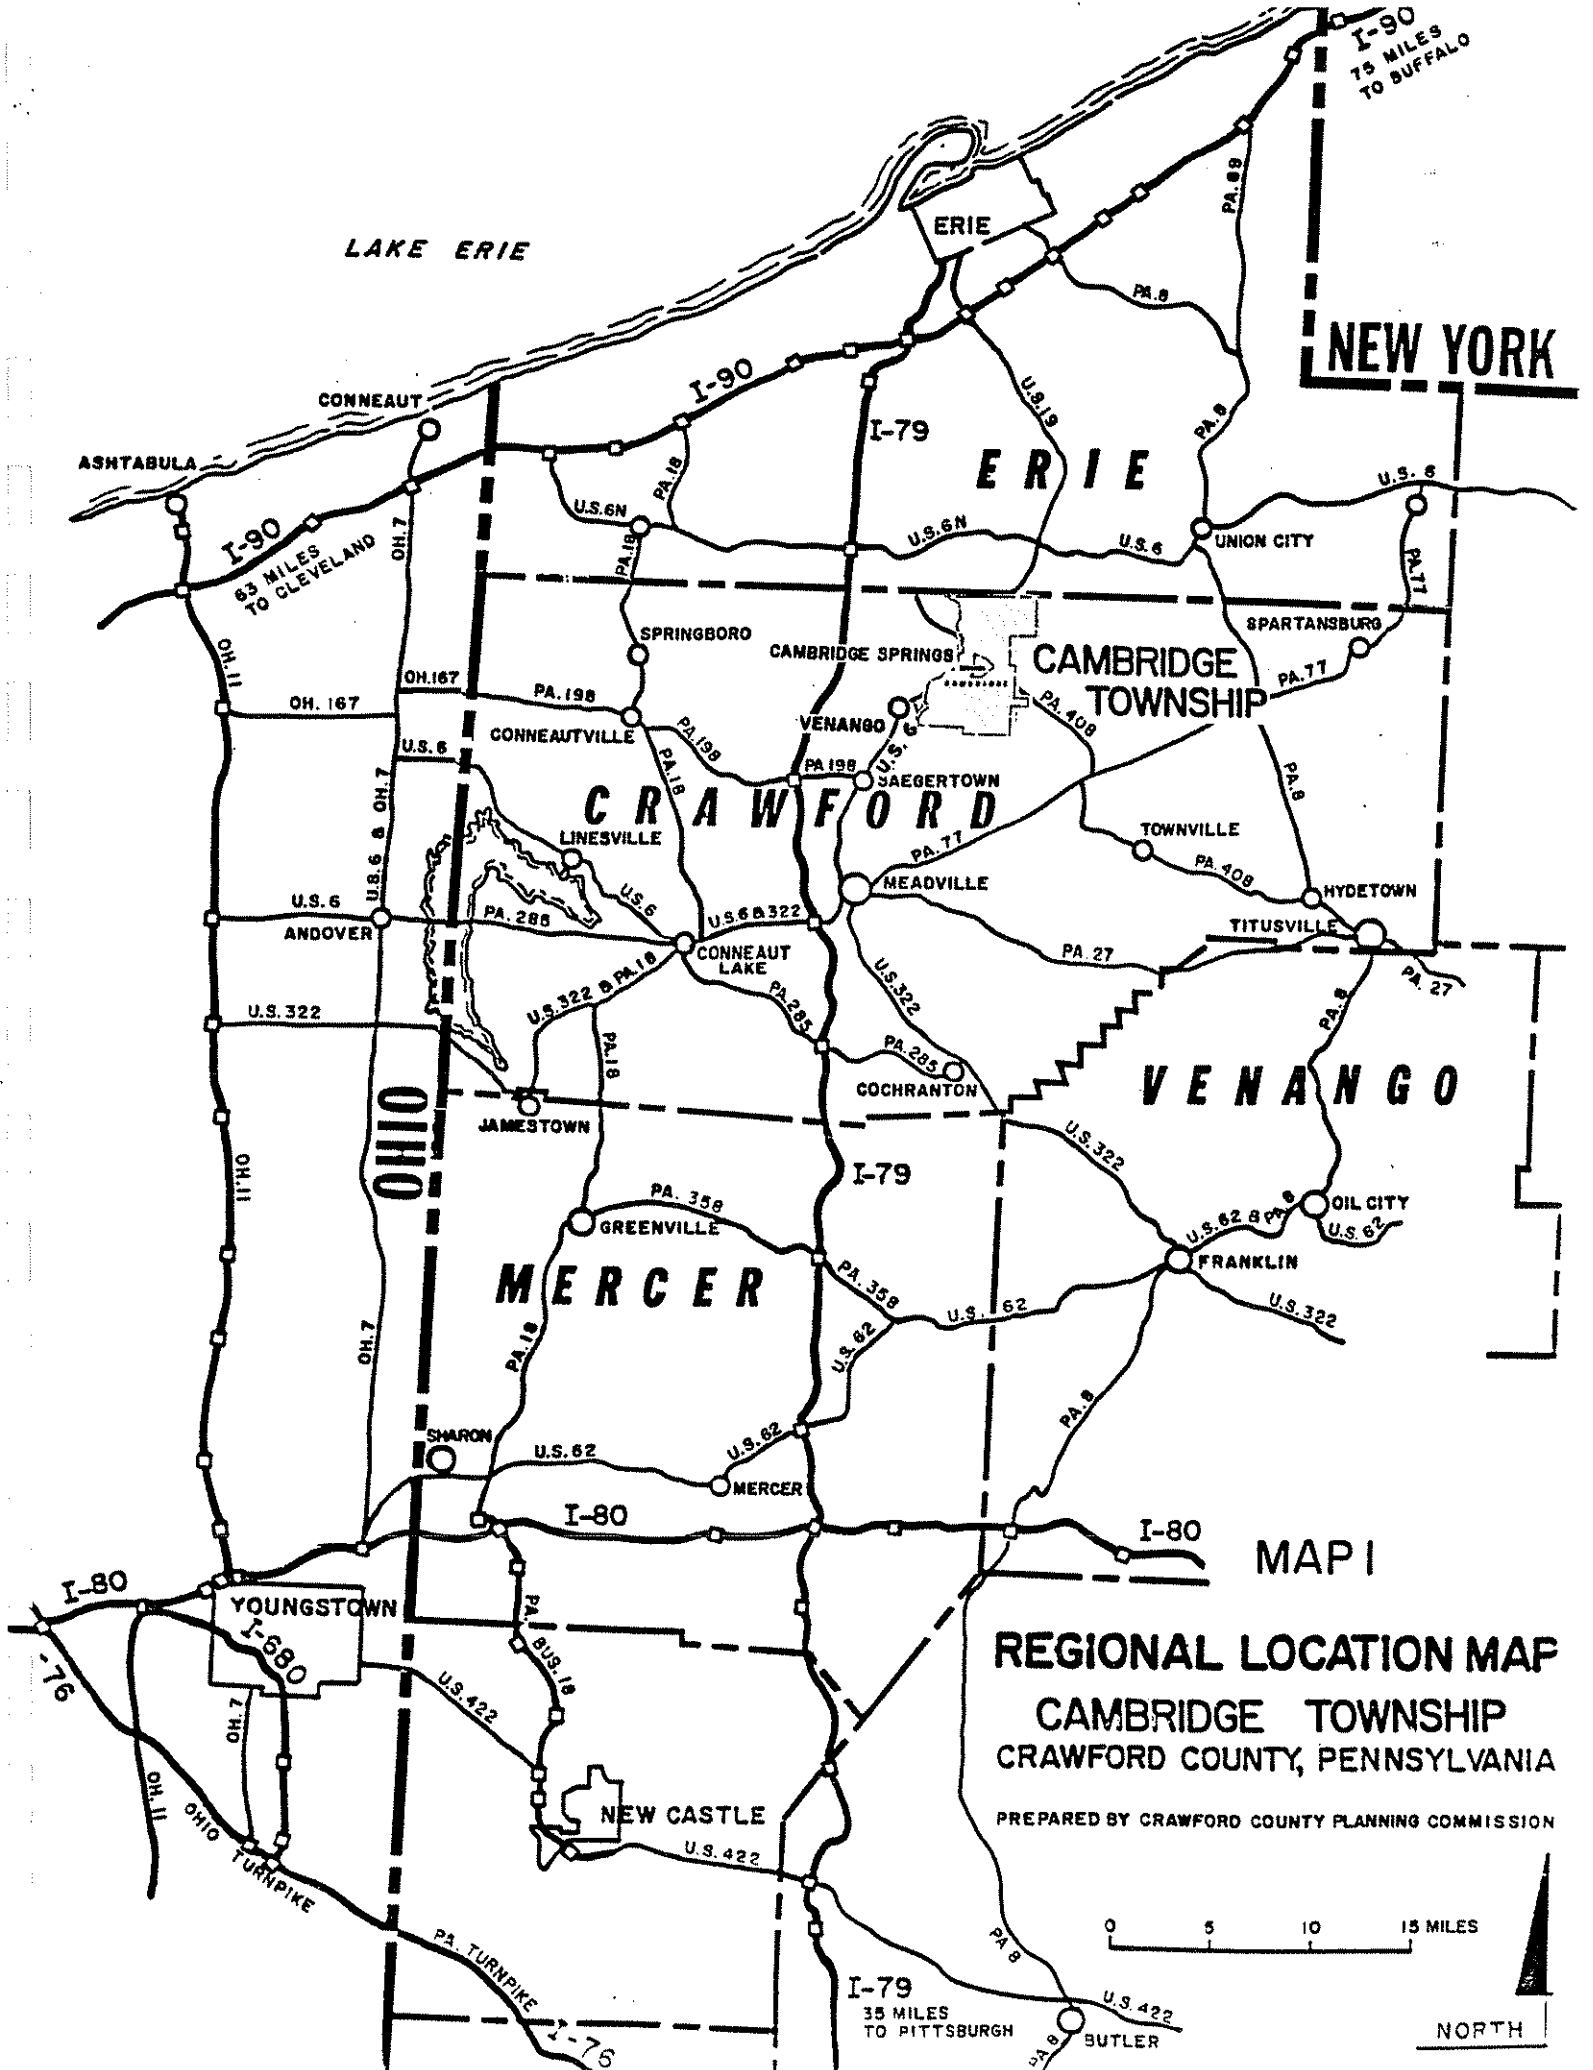 I-90
75 MILES
TO BUFFALO
PA.89
LAKE ERIE
ERIE
PA.8
NEW YORK
I-90
CONNEAUT
U.S.19
I-79
PA.8
ASHTABULA
ERIE
PA.18
U.S. 6
U.S.6N
U.S.6N
U.S.6
UNION CITY
I-90
63 MILES
TO CLEVELAND
OH.7
PA.18
PA.77
SPARTANSBURG
SPRINGBORO
CAMBRIDGE SPRINGS
CAMBRIDGE
TOWNSHIP
OH.11
OH.167
PA.198
PA.77
OH. 167
VENANGO
PA.408
CONNEAUTVILLE
PA.198
U.S.6
U.S.6
PA.18
PA 198
SAEGERTOWN
PA.8
U.S.6 & OH.7
CRAWFORD
LINESVILLE
TOWNVILLE
PA.77
PA.408
MEADVILLE
HYDETOWN
U.S.6
U.S.6
PA.285
U.S.6&322
TITUSVILLE
ANDOVER
CONNEAUT
LAKE
PA.27
PA. 27
U.S.322 & PA.18
PA.285
U.S.322
PA.8
U.S.322
PA.18
PA.285
COCHRANTON
VENANGO
OHIO
JAMESTOWN
U.S.322
OH.11
I-79
PA. 358
OIL CITY
GREENVILLE
U.S.62 & PA.8
U.S.62
FRANKLIN
MERCER
PA.358
U.S. 62
U.S.322
OH.7
PA.18
U.S.62
PA.8
SHARON
U.S.62
U.S.62
MERCER
I-80
I-80
MAP I
I-80
YOUNGSTOWN
I-680
PA.
BUS.18
-76
U.S.422
OH.7
REGIONAL LOCATION MAP
CAMBRIDGE TOWNSHIP
CRAWFORD COUNTY, PENNSYLVANIA
OH.11
OHIO
TURNPIKE
NEW CASTLE
PREPARED BY CRAWFORD COUNTY PLANNING COMMISSION
U.S.422
0 5 10 15 MILES
PA. TURNPIKE
PA 8
I-79
35 MILES
TO PITTSBURGH
U.S.422
I-76
BUTLER
PA 8
NORTH